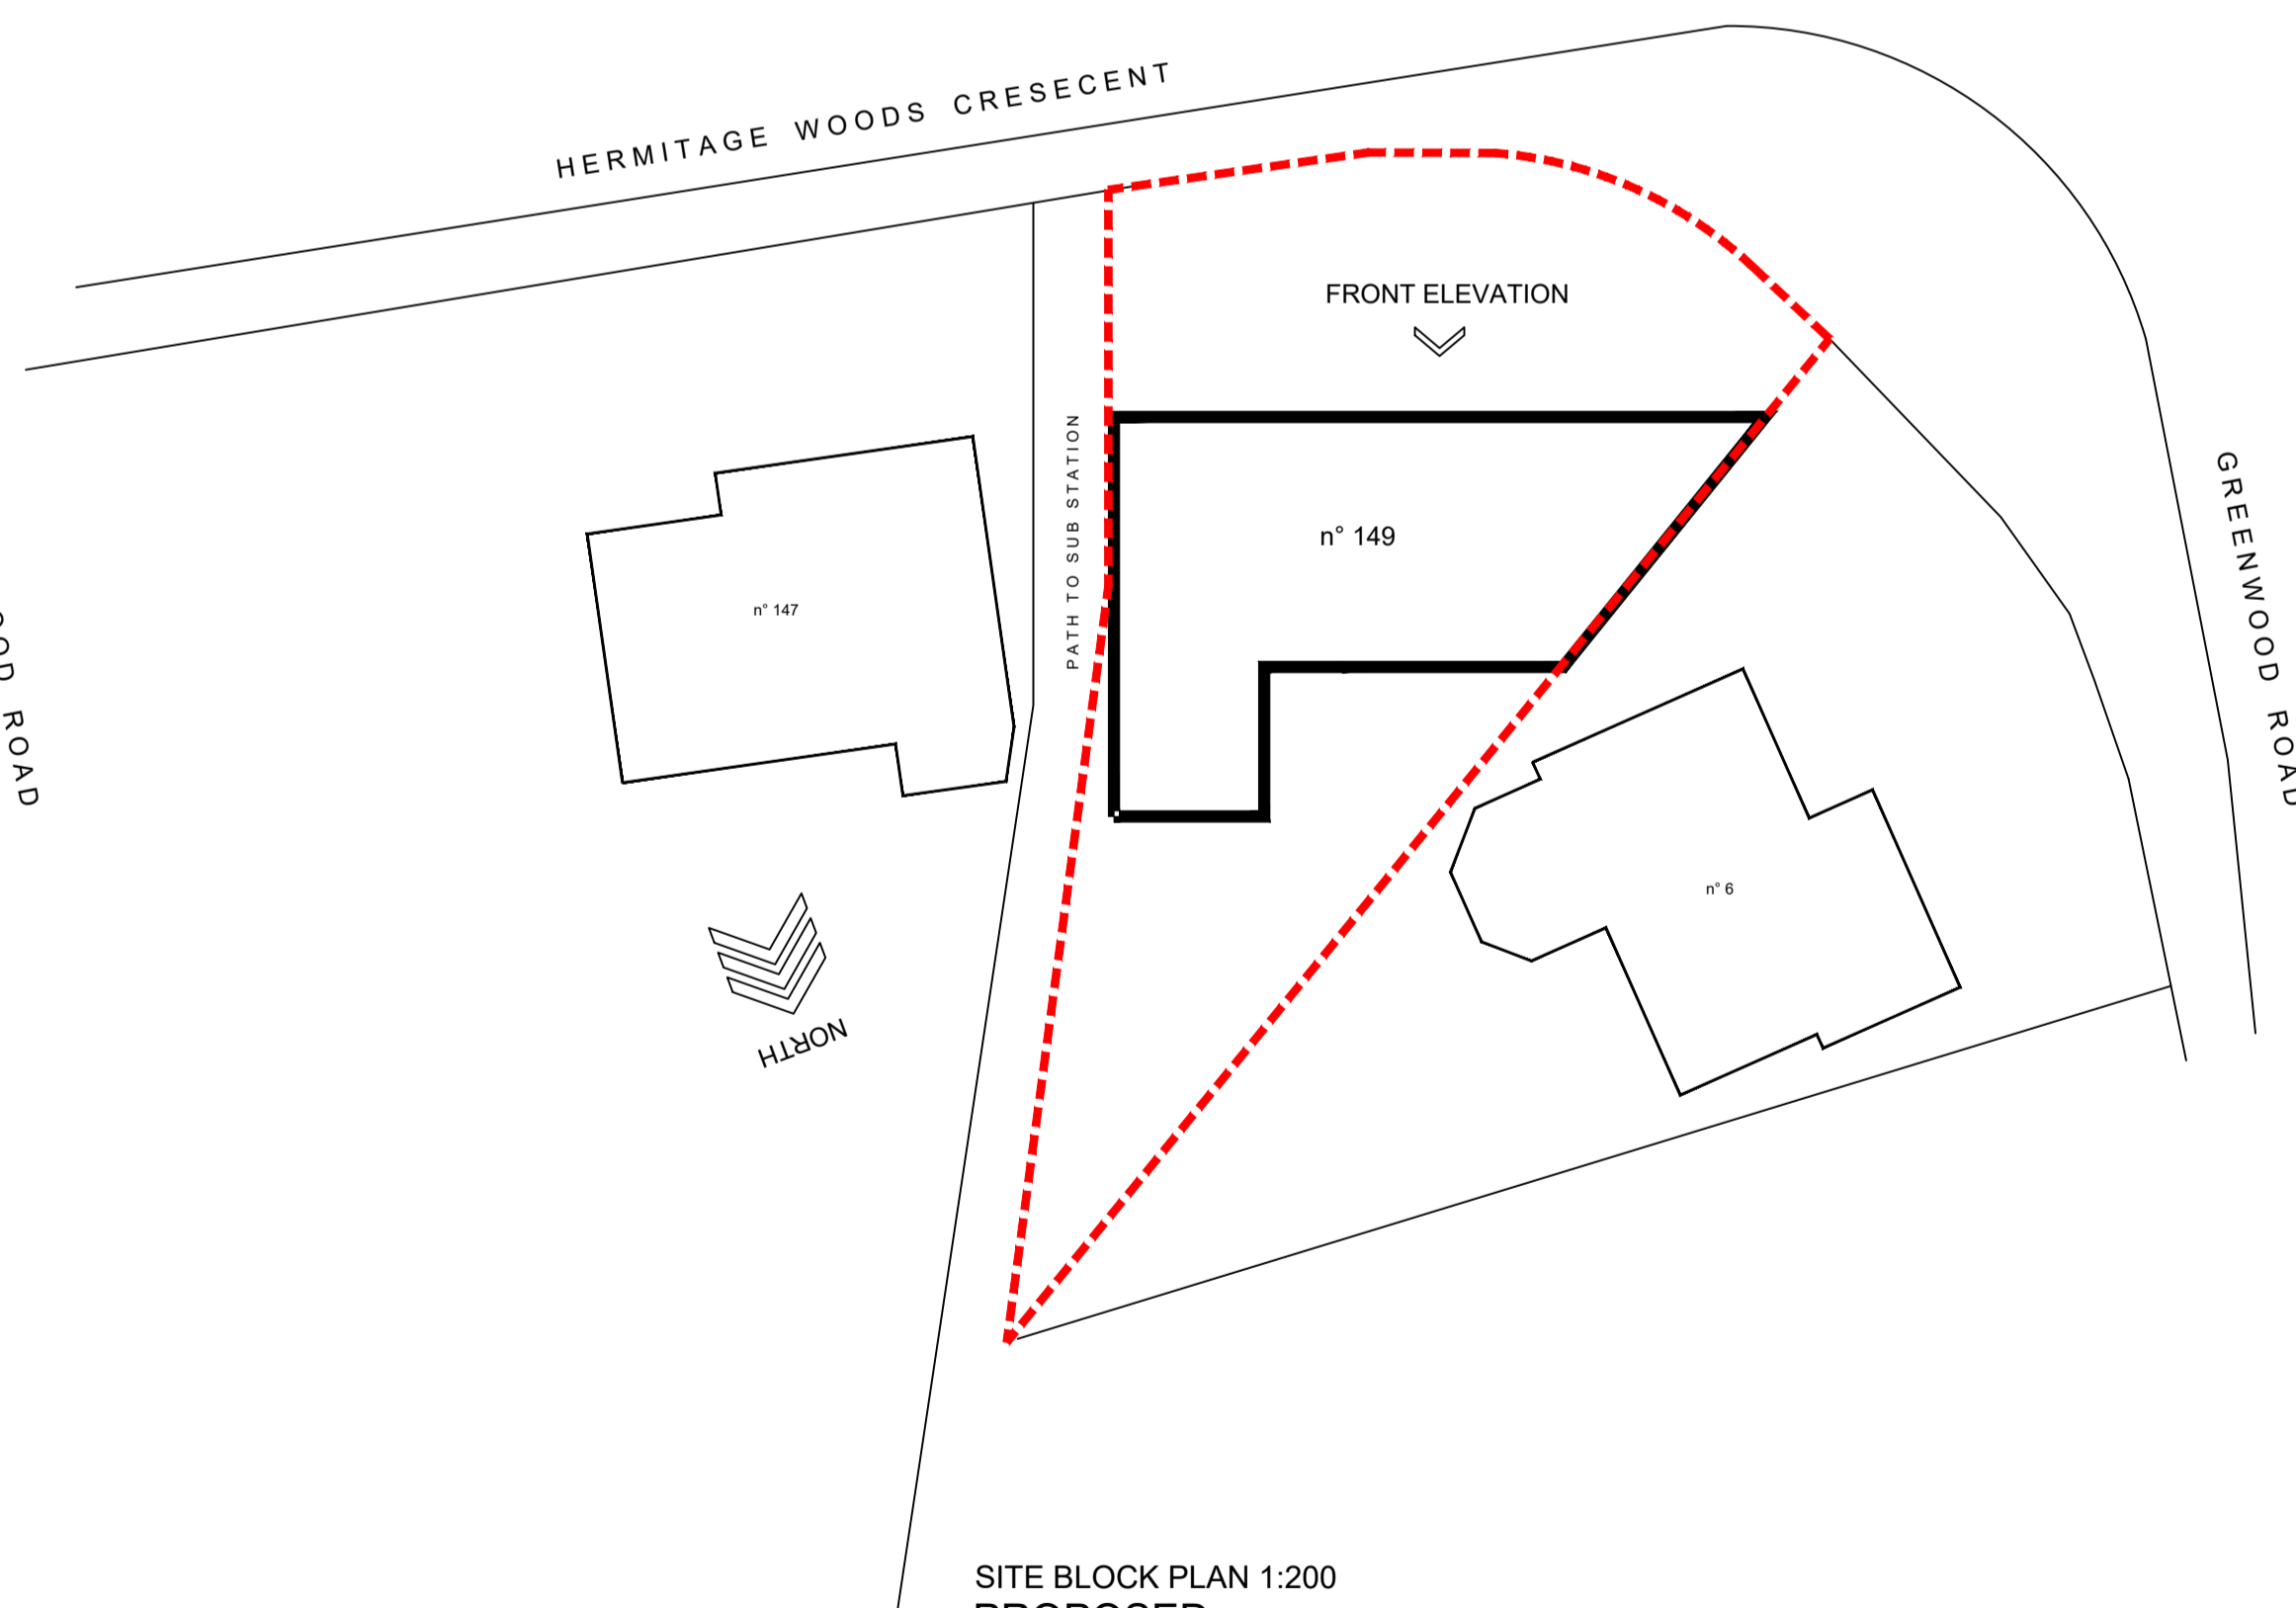 HERMITAGE WOODS CRESECENT
FRONT ELEVATION
PATH TO SUB STATION
n° 149
n° 147
n° 6
GREENWOOD ROAD
ROAD
NORTH
SITE BLOCK PLAN 1:200
PROPOSED